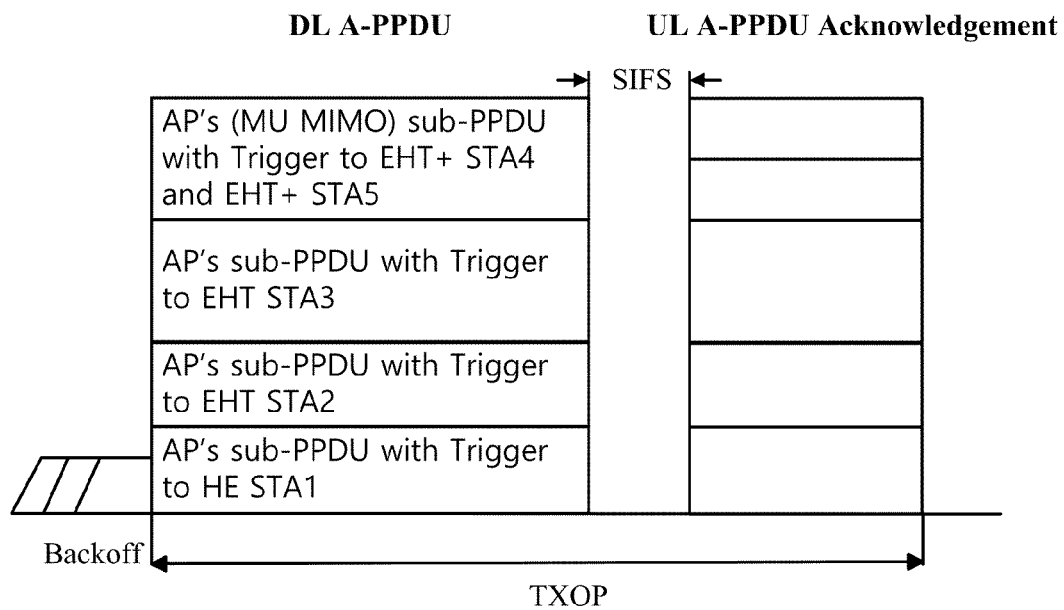 DL A-PPDU
UL A-PPDU Acknowledgement
SIFS
AP's (MU MIMO) sub-PPDU
with Trigger to EHT+ STA4
and EHT+ STA5
AP's sub-PPDU with Trigger
to EHT STA3
AP's sub-PPDU with Trigger
to EHT STA2
AP's sub-PPDU with Trigger
to HE STA1
Backoff
TXOP